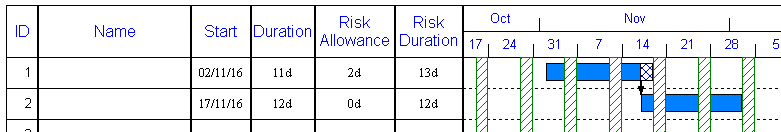 ID Name Start Duration Risk Allowance Risk Duration Oct Nov
17 24 31 7 14 21 28 5
1 02/11/16 11d 2d 13d
2 17/11/16 12d 0d 12d